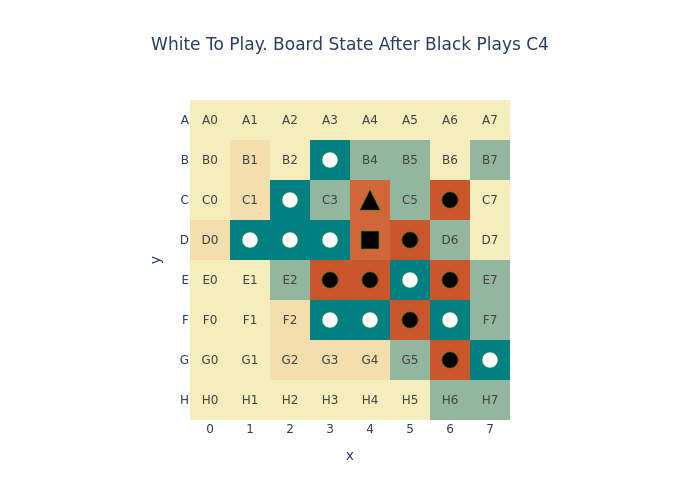 White To Play. Board State After Black Plays C4
A A0 A1 A2 A3 A4 A5 A6 A7
B B0 B1 B2 B4 B5 B6 B7
C C0 C1 C3 C5 C7
D D0 D6 D7
E E0 E1 E2 E7
F F0 F1 F2 F7
G G0 G1 G2 G3 G4 G5
H H0 H1 H2 H3 H4 H5 H6 H7
0 1 2 3 4 5 6 7
x
y